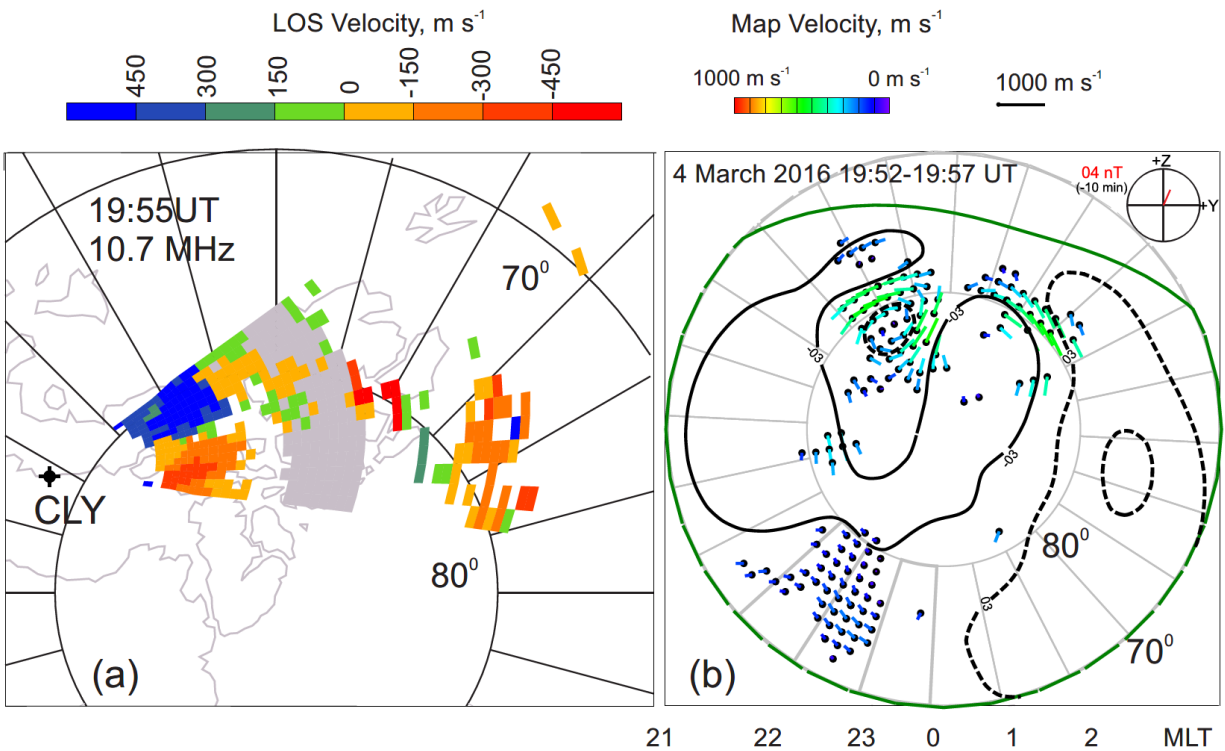 LOS Velocity, m s⁻¹
450 300 150 0 -150 -300 -450
Map Velocity, m s⁻¹
1000 m s⁻¹ 0 m s⁻¹ 1000 m s⁻¹
19:55UT
10.7 MHz
70⁰
CLY
80⁰
(a)
4 March 2016 19:52-19:57 UT
04 nT
(-10 min)
+Z
+Y
-03
-03
03
-03
80⁰
03
70⁰
(b)
21 22 23 0 1 2 MLT